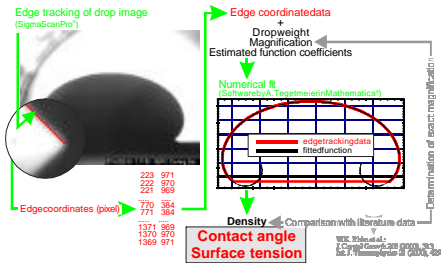 Edge tracking of drop image
(SigmaScanPro®)
Edge coordinatedata
+
Dropweight
Magnification
Estimated function coefficients
Numerical fit
(SoftwarebyA.TegetmeierinMathematica®)
edgetrackingdata
fittedfunction
Determination of exact magnification
223 971
222 970
221 969
..... .....
770 384
771 384
..... .....
1371 969
1370 970
1369 971
Edgecoordinates (pixel)
Density
Comparison with literature data
Contact angle
Surface tension